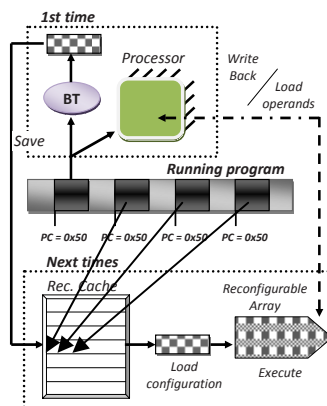 1st time
Processor
Write
Back
Load
operands
BT
Save
Running program
PC = 0x50 PC = 0x50 PC = 0x50 PC = 0x50
Next times
Rec. Cache
Reconfigurable
Array
Load
configuration
Execute